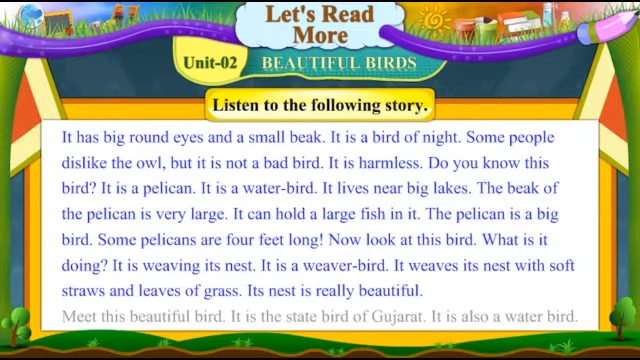 Let's Read
More
Unit-02
BEAUTIFUL BIRDS
Listen to the following story.
It has big round eyes and a small beak. It is a bird of night. Some people
dislike the owl, but it is not a bad bird. It is harmless. Do you know this
bird? It is a pelican. It is a water-bird. It lives near big lakes. The beak of
the pelican is very large. It can hold a large fish in it. The pelican is a big
bird. Some pelicans are four feet long! Now look at this bird. What is it
doing? It is weaving its nest. It is a weaver-bird. It weaves its nest with soft
straws and leaves of grass. Its nest is really beautiful.
Meet this beautiful bird. It is the state bird of Gujarat. It is also a water bird.